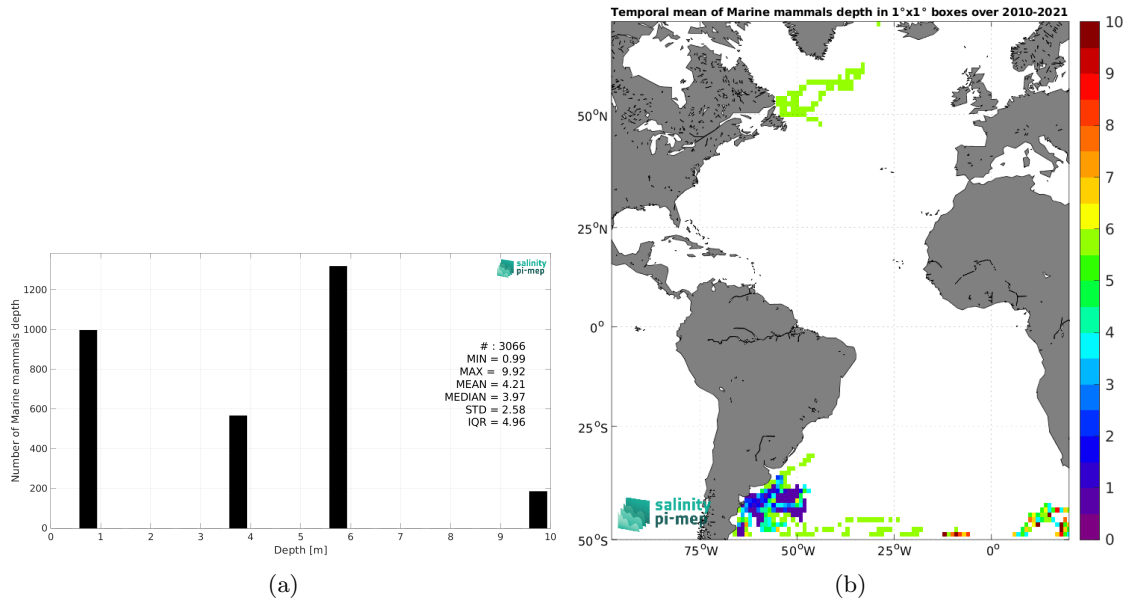 Temporal mean of Marine mammals depth in 1°x1° boxes over 2010-2021
salinity
pi-mep
Number of Marine mammals depth
1200
1000
800
600
400
200
0
# : 3066
MIN = 0.99
MAX = 9.92
MEAN = 4.21
MEDIAN = 3.97
STD = 2.58
IQR = 4.96
0 1 2 3 4 5 6 7 8 9 10
Depth [m]
(a)
50°N
25°N
0°
25°S
50°S
75°W 50°W 25°W 0°
salinity
pi-mep
10
9
8
7
6
5
4
3
2
1
0
(b)